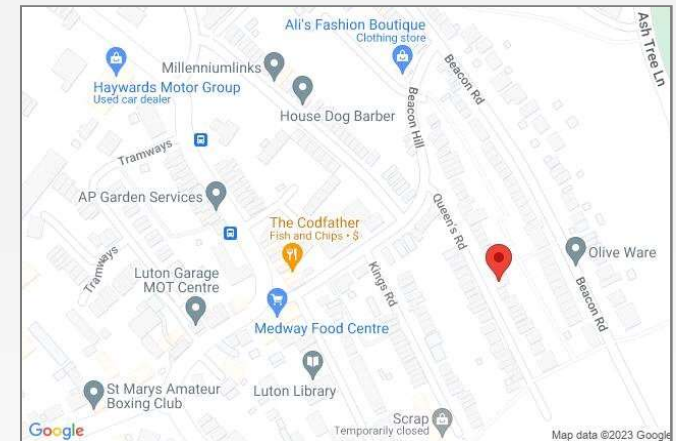 Ali's Fashion Boutique
Clothing store
Ash Tree Ln
Millenniumlinks
Haywards Motor Group
Used car dealer
Beacon Rd
House Dog Barber
Beacon Hill
Tramways
AP Garden Services
The Codfather
Fish and Chips • $
Queen's Rd
Olive Ware
Tramways
Luton Garage
MOT Centre
Kings Rd
Beacon Rd
Medway Food Centre
St Marys Amateur
Boxing Club
Luton Library
Scrap
Temporarily closed
Google
Map data ©2023 Google